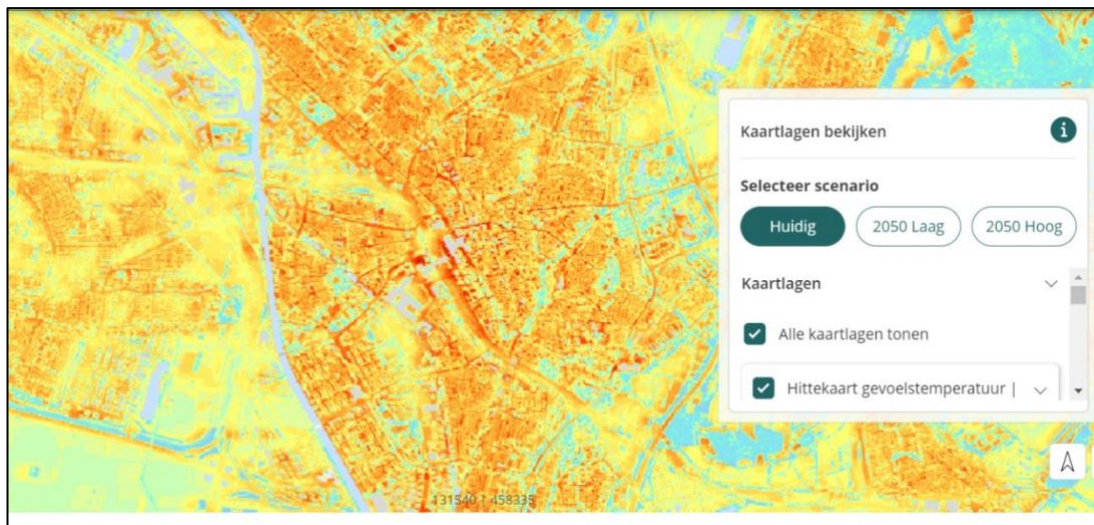 Kaartlagen bekijken
i
Selecteer scenario
Huidig
2050 Laag
2050 Hoog
Kaartlagen
Alle kaartlagen tonen
Hittekaart gevoelstemperatuur |
131540 | 458335